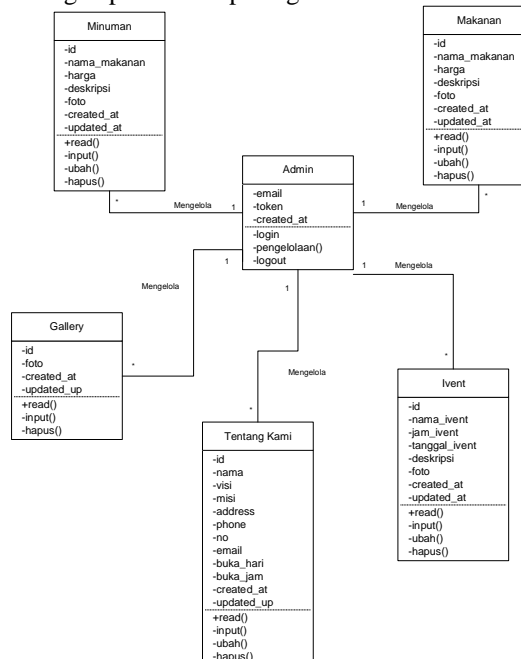 Minuman
-id
-nama_makanan
-harga
-deskripsi
-foto
-created_at
-updated_at
+read()
-input()
-ubah()
-hapus()
Makanan
-id
-nama_makanan
-harga
-deskripsi
-foto
-created_at
-updated_at
+read()
-input()
-ubah()
-hapus()
Admin
-email
-token
-created_at
-login
-pengelolaan()
-logout
*
Mengelola
1
1
Mengelola
*
1
Mengelola
*
1
Mengelola
*
1
Mengelola
*
Gallery
-id
-foto
-created_at
-updated_up
+read()
-input()
-hapus()
Tentang Kami
-id
-nama
-visi
-misi
-address
-phone
-no
-email
-buka_hari
-buka_jam
-created_at
-updated_up
+read()
-input()
-ubah()
-hapus()
Ivent
-id
-nama_ivent
-jam_ivent
-tanggal_ivent
-deskripsi
-foto
-created_at
-updated_at
+read()
-input()
-ubah()
-hapus()